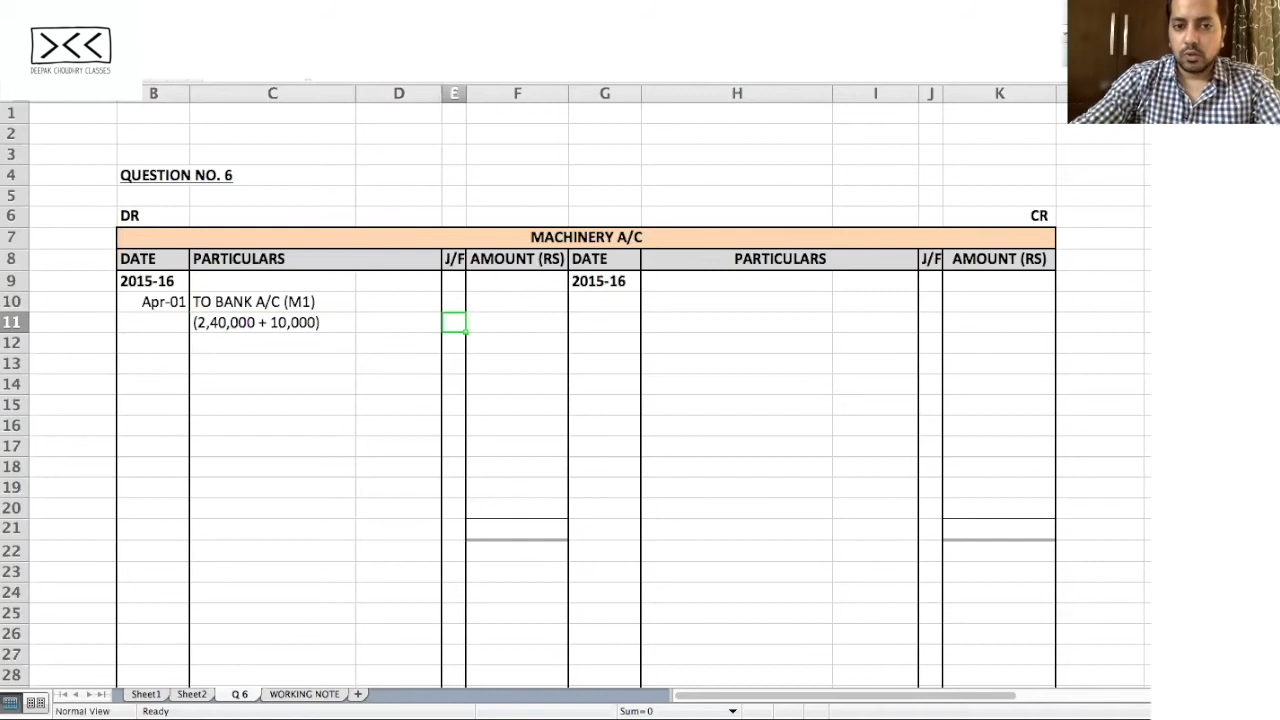 DEEPAK CHOUDHRY CLASSES
B C D E F G H I J K
1
2
3
4 QUESTION NO. 6
5
6 DR CR
7 MACHINERY A/C
8 DATE PARTICULARS J/F AMOUNT (RS) DATE PARTICULARS J/F AMOUNT (RS)
9 2015-16 2015-16
10 Apr-01 TO BANK A/C (M1)
11 (2,40,000 + 10,000)
12
13
14
15
16
17
18
19
20
21
22
23
24
25
26
27
28
Sheet1 Sheet2 Q 6 WORKING NOTE +
Normal View Ready Sum=0